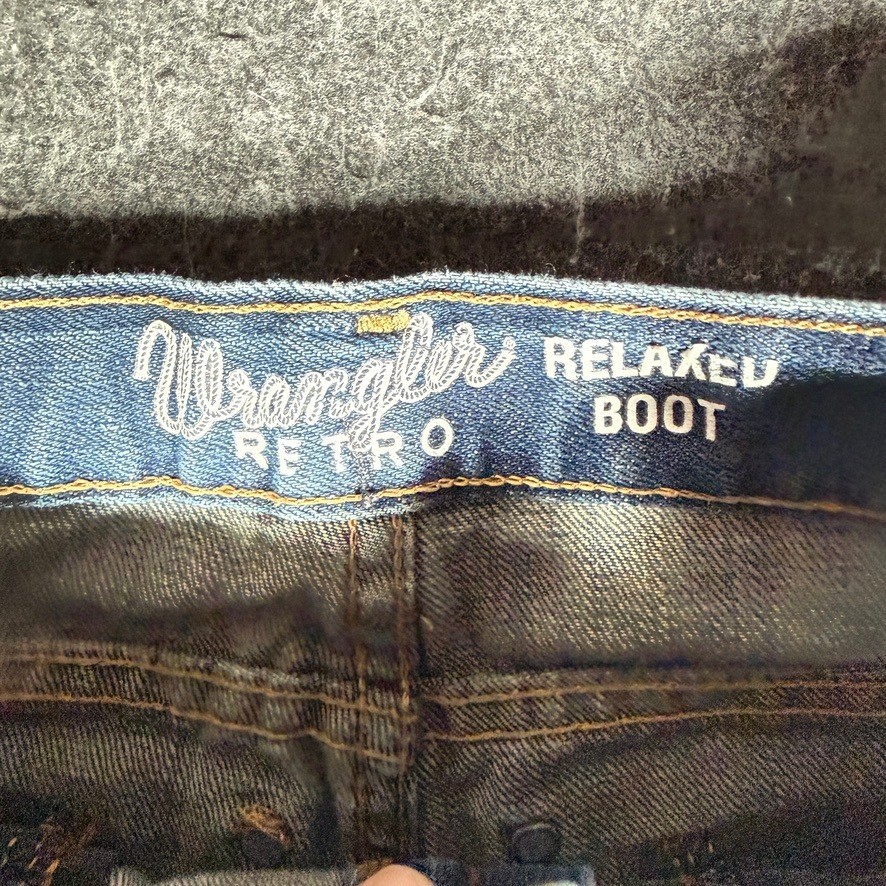 Wrangler
RETRO
RELAXED
BOOT